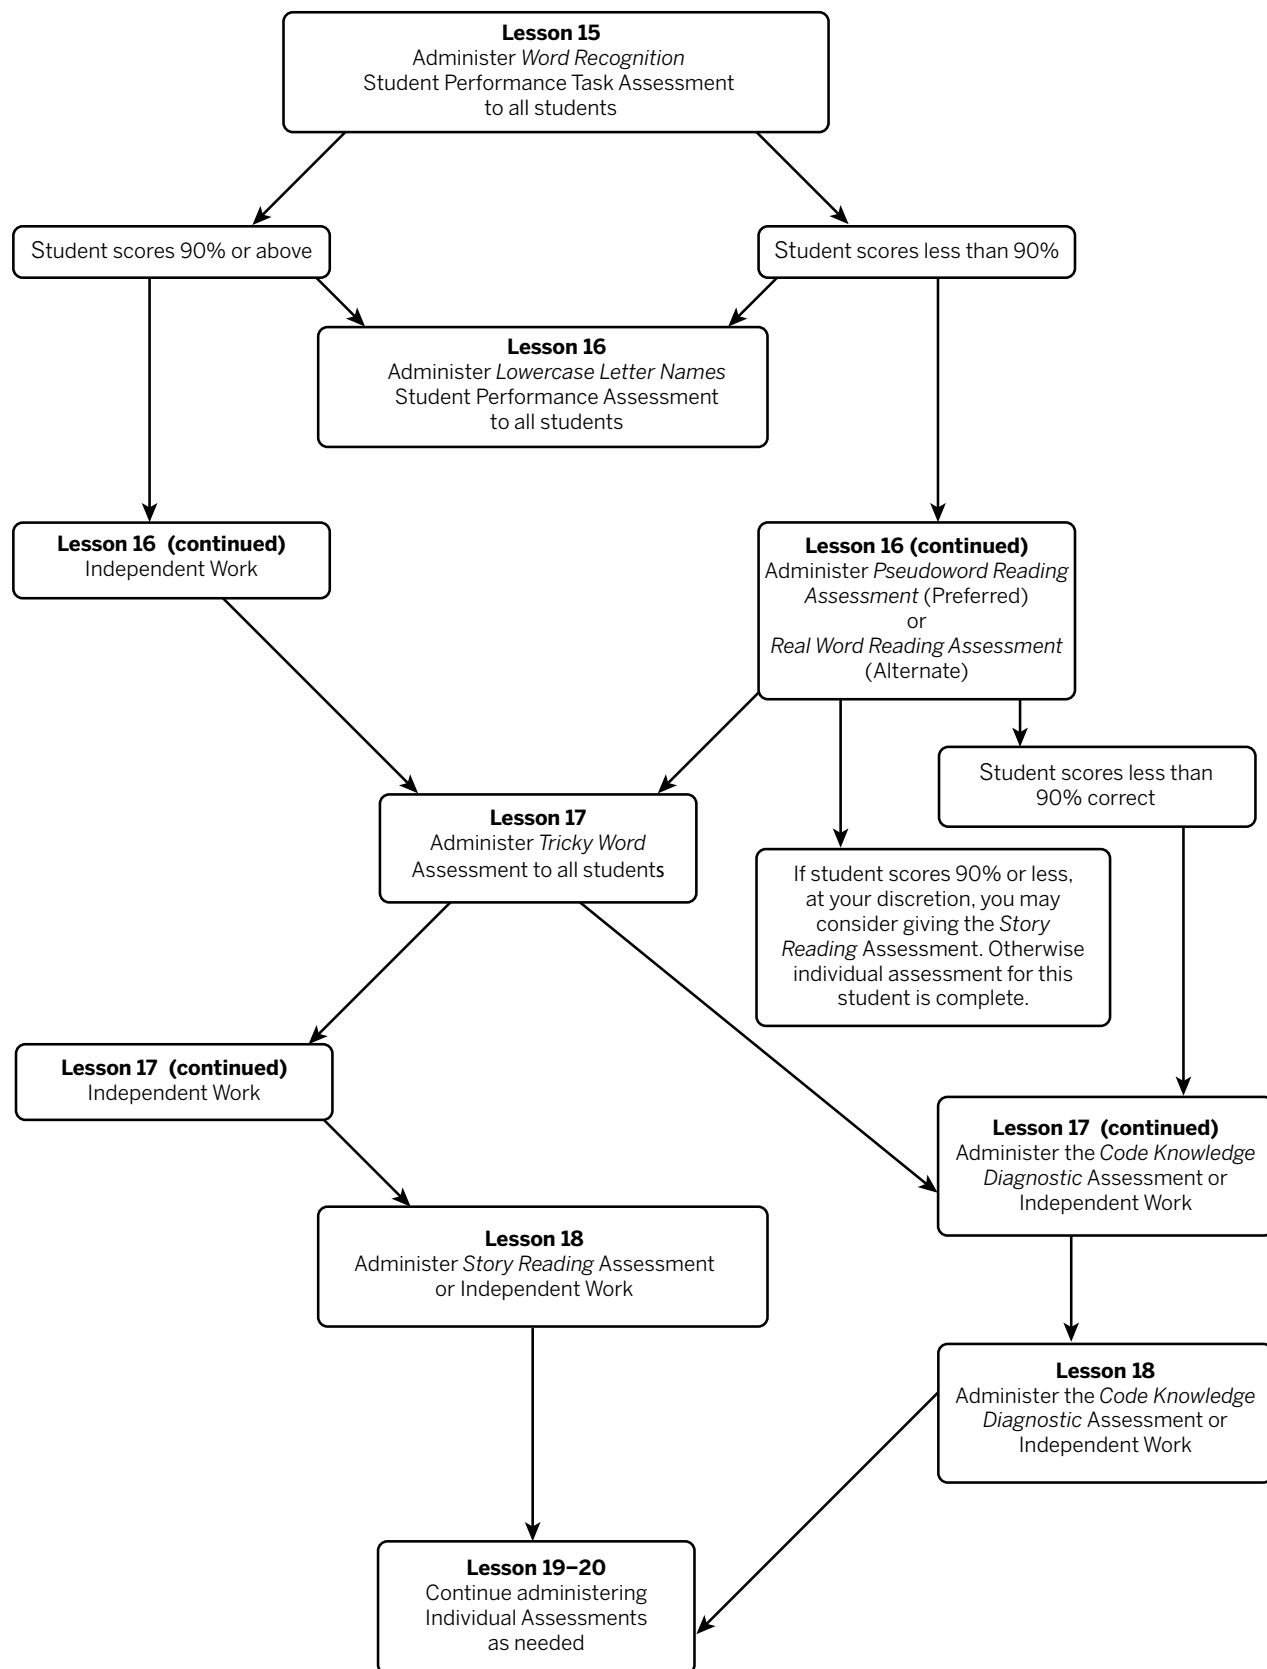 Lesson 15
Administer Word Recognition
Student Performance Task Assessment
to all students
Student scores 90% or above
Student scores less than 90%
Lesson 16
Administer Lowercase Letter Names
Student Performance Assessment
to all students
Lesson 16 (continued)
Independent Work
Lesson 16 (continued)
Administer Pseudoword Reading
Assessment (Preferred)
or
Real Word Reading Assessment
(Alternate)
Student scores less than
90% correct
Lesson 17
Administer Tricky Word
Assessment to all students
If student scores 90% or less,
at your discretion, you may
consider giving the Story
Reading Assessment. Otherwise
individual assessment for this
student is complete.
Lesson 17 (continued)
Independent Work
Lesson 17 (continued)
Administer the Code Knowledge
Diagnostic Assessment or
Independent Work
Lesson 18
Administer Story Reading Assessment
or Independent Work
Lesson 18
Administer the Code Knowledge
Diagnostic Assessment or
Independent Work
Lesson 19–20
Continue administering
Individual Assessments
as needed